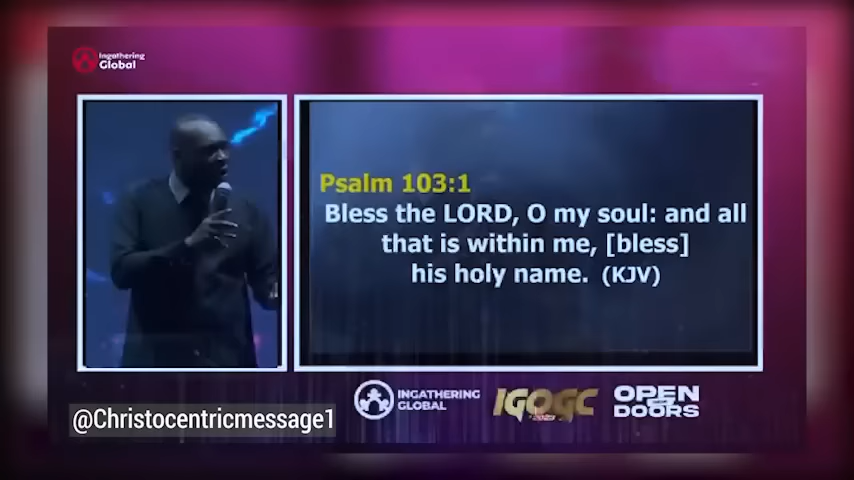 Ingathering
Global
Psalm 103:1
Bless the LORD, O my soul: and all
that is within me, [bless]
his holy name. (KJV)
INGATHERING
GLOBAL
IGOGC
OPEN
DOORS
@Christocentricmessage1